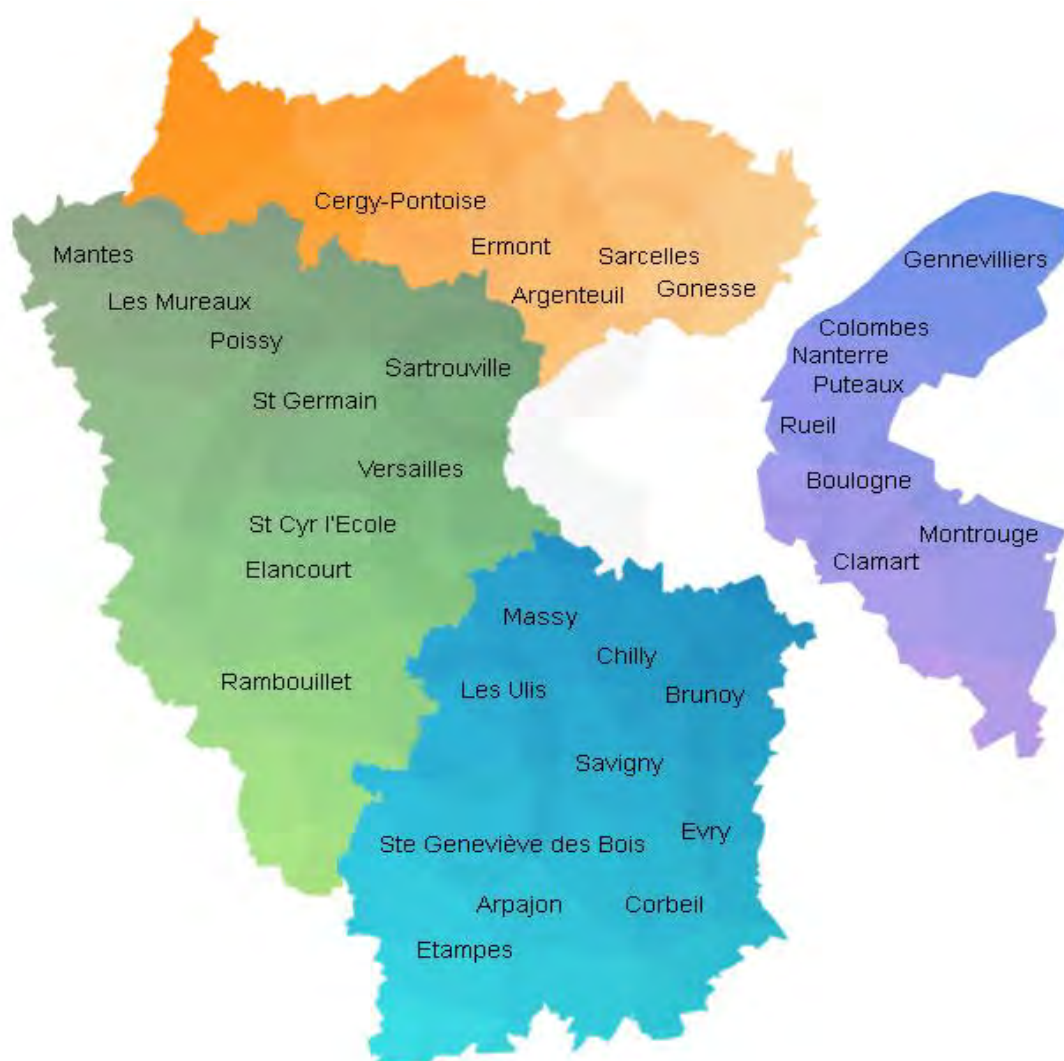 Cergy-Pontoise
Ermont
Sarcelles
Argenteuil
Gonesse
Mantes
Les Mureaux
Poissy
Sartrouville
St Germain
Versailles
St Cyr l'Ecole
Elancourt
Rambouillet
Massy
Chilly
Les Ulis
Brunoy
Savigny
Evry
Ste Geneviève des Bois
Arpajon
Corbeil
Etampes
Gennevilliers
Colombes
Nanterre
Puteaux
Rueil
Boulogne
Montrouge
Clamart